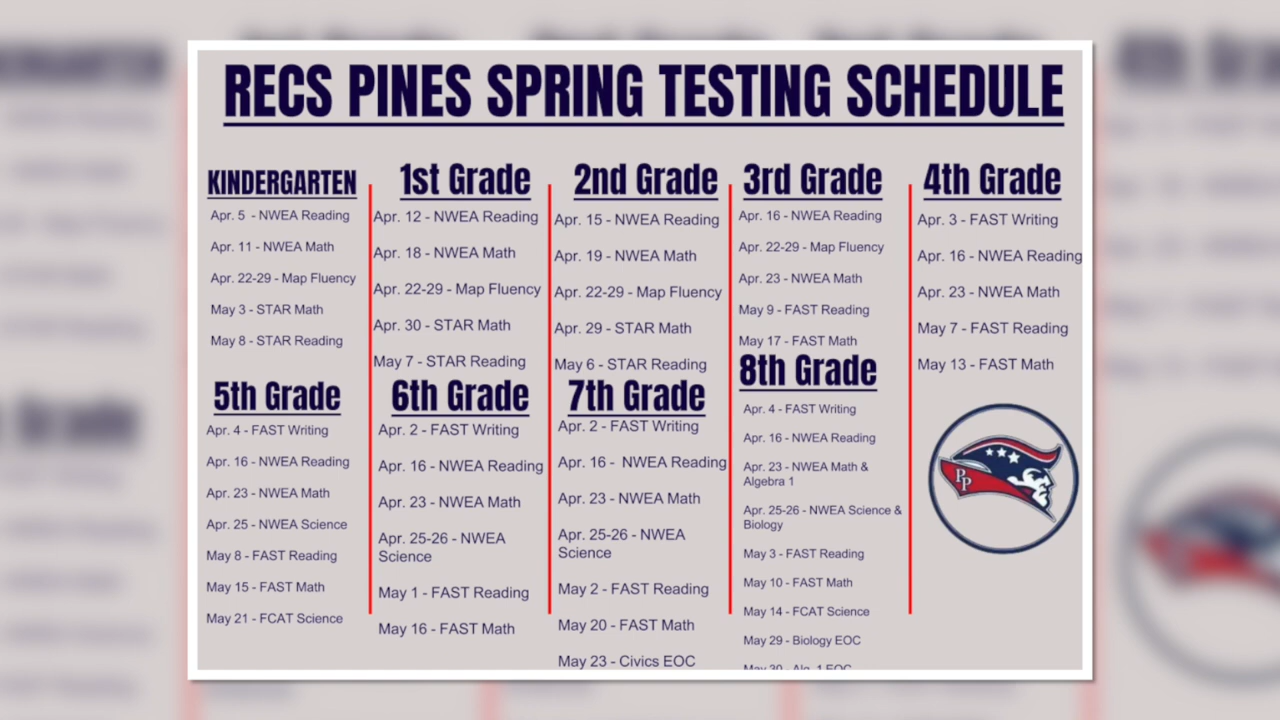 RECS PINES SPRING TESTING SCHEDULE
KINDERGARTEN
Apr. 5 - NWEA Reading
Apr. 11 - NWEA Math
Apr. 22-29 - Map Fluency
May 3 - STAR Math
May 8 - STAR Reading
1st Grade
Apr. 12 - NWEA Reading
Apr. 18 - NWEA Math
Apr. 22-29 - Map Fluency
Apr. 30 - STAR Math
May 7 - STAR Reading
2nd Grade
Apr. 15 - NWEA Reading
Apr. 19 - NWEA Math
Apr. 22-29 - Map Fluency
Apr. 29 - STAR Math
May 6 - STAR Reading
3rd Grade
Apr. 16 - NWEA Reading
Apr. 22-29 - Map Fluency
Apr. 23 - NWEA Math
May 9 - FAST Reading
May 17 - FAST Math
4th Grade
Apr. 3 - FAST Writing
Apr. 16 - NWEA Reading
Apr. 23 - NWEA Math
May 7 - FAST Reading
May 13 - FAST Math
5th Grade
Apr. 4 - FAST Writing
Apr. 16 - NWEA Reading
Apr. 23 - NWEA Math
Apr. 25 - NWEA Science
May 8 - FAST Reading
May 15 - FAST Math
May 21 - FCAT Science
6th Grade
Apr. 2 - FAST Writing
Apr. 16 - NWEA Reading
Apr. 23 - NWEA Math
Apr. 25-26 - NWEA
Science
May 1 - FAST Reading
May 16 - FAST Math
7th Grade
Apr. 2 - FAST Writing
Apr. 16 - NWEA Reading
Apr. 23 - NWEA Math
Apr. 25-26 - NWEA
Science
May 2 - FAST Reading
May 20 - FAST Math
May 23 - Civics EOC
8th Grade
Apr. 4 - FAST Writing
Apr. 16 - NWEA Reading
Apr. 23 - NWEA Math &
Algebra 1
Apr. 25-26 - NWEA Science &
Biology
May 3 - FAST Reading
May 10 - FAST Math
May 14 - FCAT Science
May 29 - Biology EOC
May 30 - Alg. 1 EOC
PP